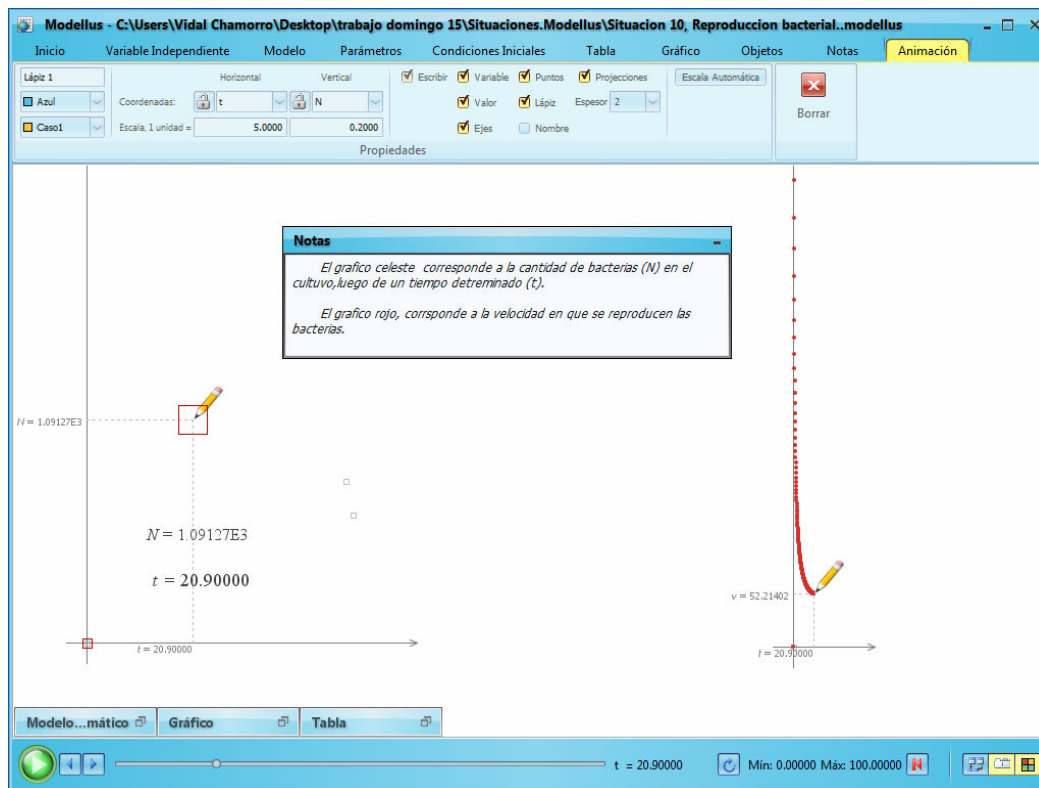 Modellus - C:\Users\Vidal Chamorro\Desktop\trabajo domingo 15\Situaciones.Modellus\Situacion 10, Reproduccion bacterial..modellus
Inicio Variable Independiente Modelo Parámetros Condiciones Iniciales Tabla Gráfico Objetos Notas Animación
Lápiz 1 Horizontal Vertical Escribir Variable Puntos Projecciones Escala Automática
Azul Coordenadas: t N Valor Lápiz Espesor 2 Borrar
Caso1 Escala, 1 unidad = 5.0000 0.2000 Ejes Nombre
Propiedades
Notas
El grafico celeste corresponde a la cantidad de bacterias (N) en el
cultuvo,luego de un tiempo detreminado (t).
El grafico rojo, corrsponde a la velocidad en que se reproducen las
bacterias.
N = 1.09127E3
N = 1.09127E3
t = 20.90000
v = 52.21402
t = 20.90000
t = 20.90000
Modelo...mático Gráfico Tabla
t = 20.90000 Mín: 0.00000 Máx: 100.00000